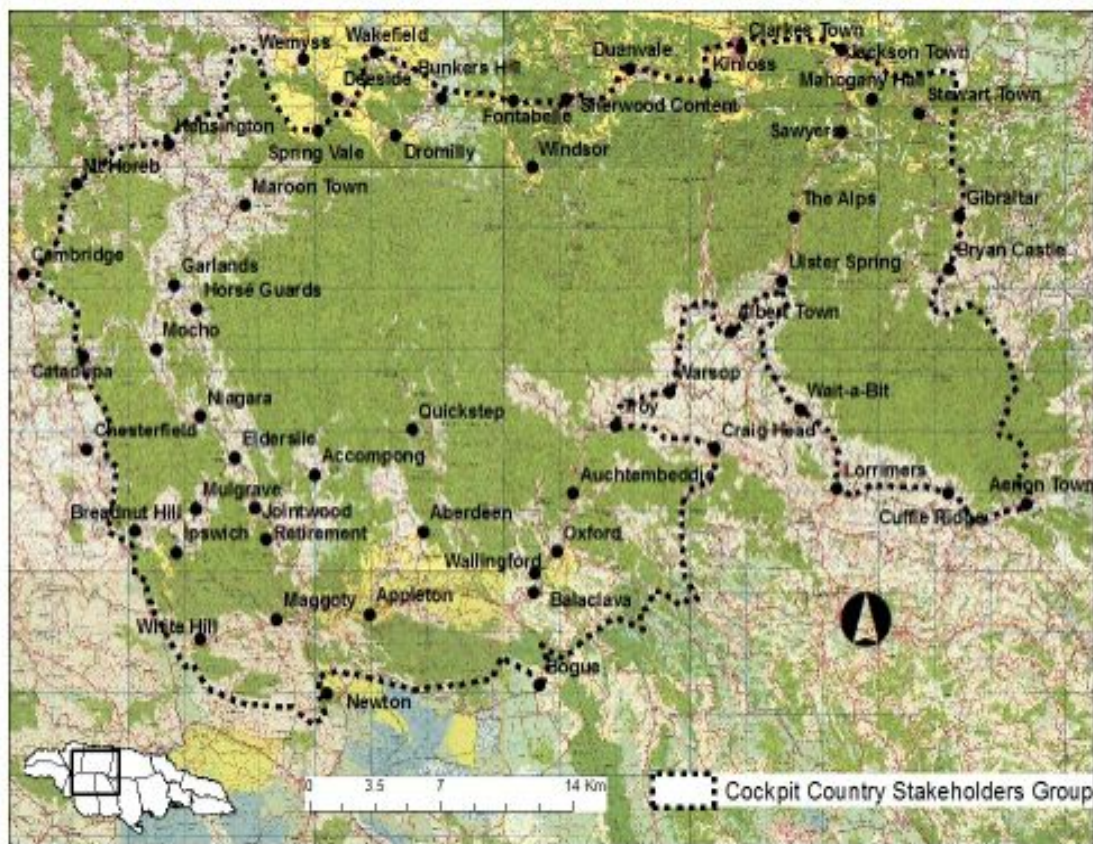 Clarkes Town
Wemyss
Wakefield
Duanvale
Jackson Town
Deeside
Bunkers Hill
Kinloss
Mahogany Hall
Fontabelle
Sherwood Content
Stewart Town
Kensington
Spring Vale
Dromilly
Windsor
Sawyers
Mt Horeb
Maroon Town
The Alps
Gibraltar
Cambridge
Garlands
Bryan Castle
Ulster Spring
Horse Guards
Albert Town
Mocho
Catadupa
Warsop
Wait-a-Bit
Niagara
Quickstep
Troy
Chesterfield
Elderslie
Accompong
Craig Head
Auchtembeddie
Lorrimers
Mulgrave
Aenon Town
Breadnut Hill
Jointwood
Aberdeen
Cuffie Ridge
Ipswich
Retirement
Oxford
Wallingford
Maggoty
Appleton
Balaclava
White Hill
Bogue
Newton
0 3.5 7 14 Km
Cockpit Country Stakeholders Group